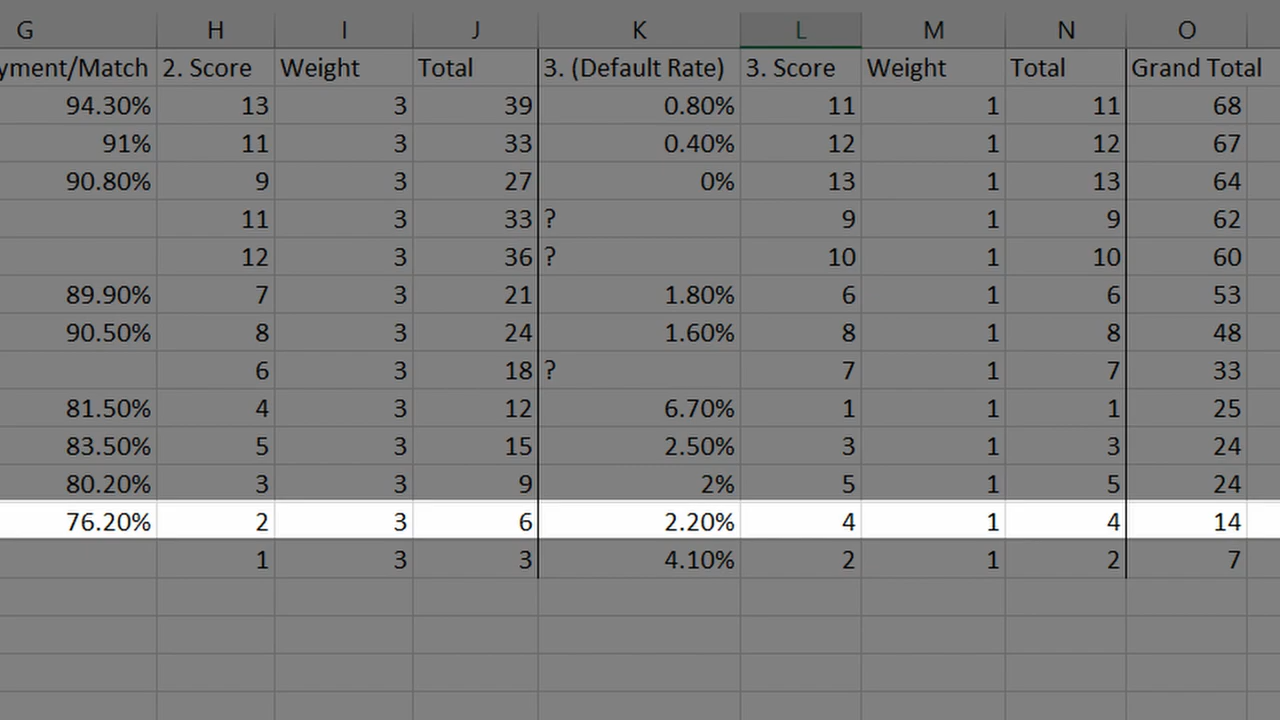 G H I J K L M N O
yment/Match 2. Score Weight Total 3. (Default Rate) 3. Score Weight Total Grand Total
94.30% 13 3 39 0.80% 11 1 11 68
91% 11 3 33 0.40% 12 1 12 67
90.80% 9 3 27 0% 13 1 13 64
11 3 33 ? 9 1 9 62
12 3 36 ? 10 1 10 60
89.90% 7 3 21 1.80% 6 1 6 53
90.50% 8 3 24 1.60% 8 1 8 48
6 3 18 ? 7 1 7 33
81.50% 4 3 12 6.70% 1 1 1 25
83.50% 5 3 15 2.50% 3 1 3 24
80.20% 3 3 9 2% 5 1 5 24
76.20% 2 3 6 2.20% 4 1 4 14
1 3 3 4.10% 2 1 2 7